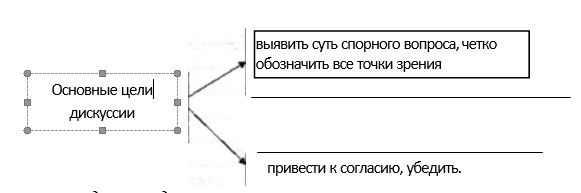 выявить суть спорного вопроса, четко
обозначить все точки зрения
Основные цели
дискуссии
привести к согласию, убедить.